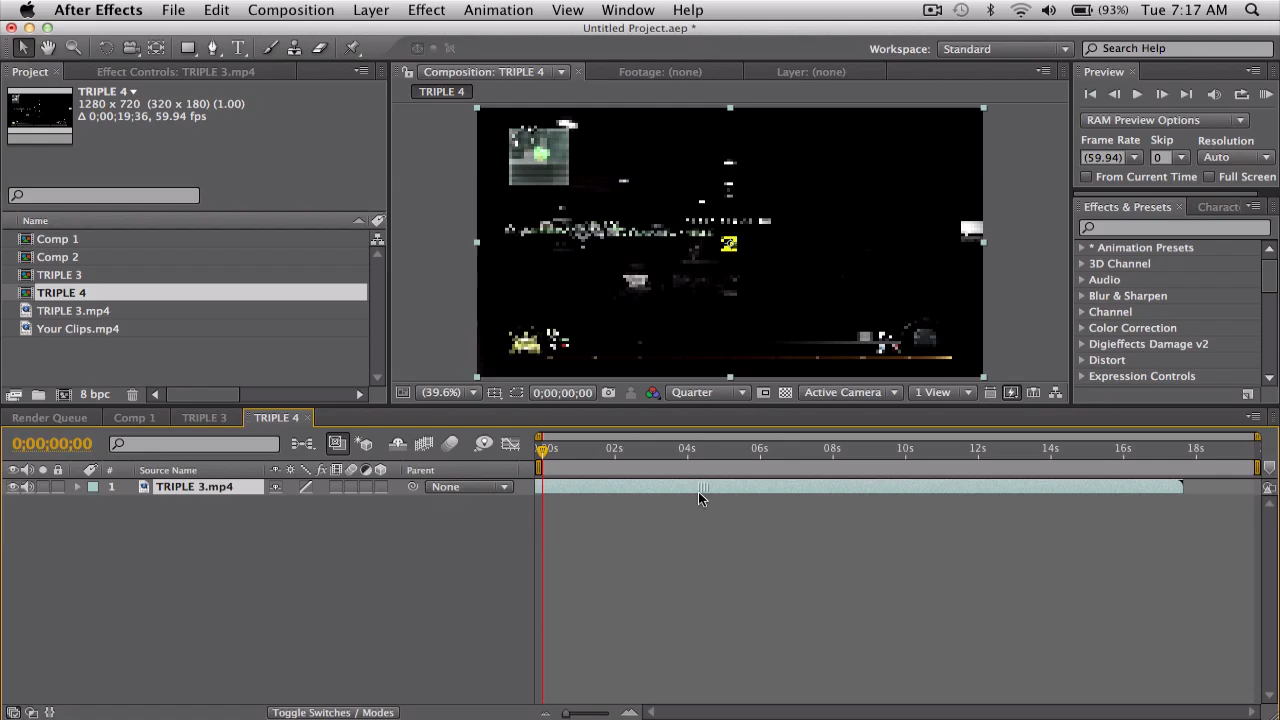 After Effects File Edit Composition Layer Effect Animation View Window Help (93%) Tue 7:17 AM
Untitled Project.aep *
Workspace: Standard Search Help
Project Effect Controls: TRIPLE 3.mp4 Composition: TRIPLE 4 Footage: (none) Layer: (none) Preview
TRIPLE 4
1280 x 720 (320 x 180) (1.00)
Δ 0;00;19;36, 59.94 fps
TRIPLE 4
RAM Preview Options
Frame Rate Skip Resolution
(59.94) 0 Auto
From Current Time Full Screen
Effects & Presets Charact
Name
Comp 1
Comp 2
TRIPLE 3
TRIPLE 4
TRIPLE 3.mp4
Your Clips.mp4
* Animation Presets
3D Channel
Audio
Blur & Sharpen
Channel
Color Correction
Digieffects Damage v2
Distort
Expression Controls
8 bpc (39.6%) 0;00;00;00 Quarter Active Camera 1 View
Render Queue Comp 1 TRIPLE 3 TRIPLE 4
0;00;00;00 02s 04s 06s 08s 10s 12s 14s 16s 18s
# Source Name fx Parent
1 TRIPLE 3.mp4 None
Toggle Switches / Modes